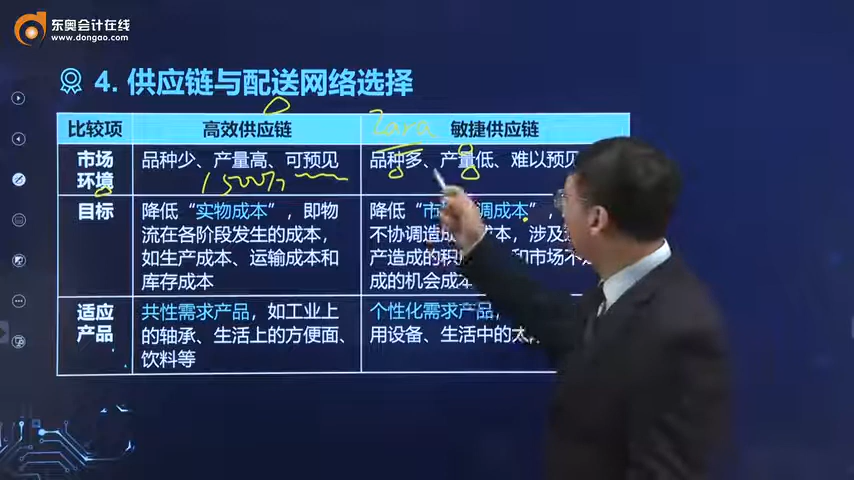 东奥会计在线
www.dongao.com
4. 供应链与配送网络选择
比较项
高效供应链
Zara
敏捷供应链
市场
环境
品种少、产量高、可预见
1500万
品种多、产量低、难以预见
目标
降低“实物成本”，即物
流在各阶段发生的成本，
如生产成本、运输成本和
库存成本
降低“市
调成本”，
不协调造成
成本，涉及
产造成的积
和市场不
成的机会成
适应
产品
共性需求产品，如工业上
的轴承、生活上的方便面、
饮料等
个性化需求产品，
用设备、生活中的太